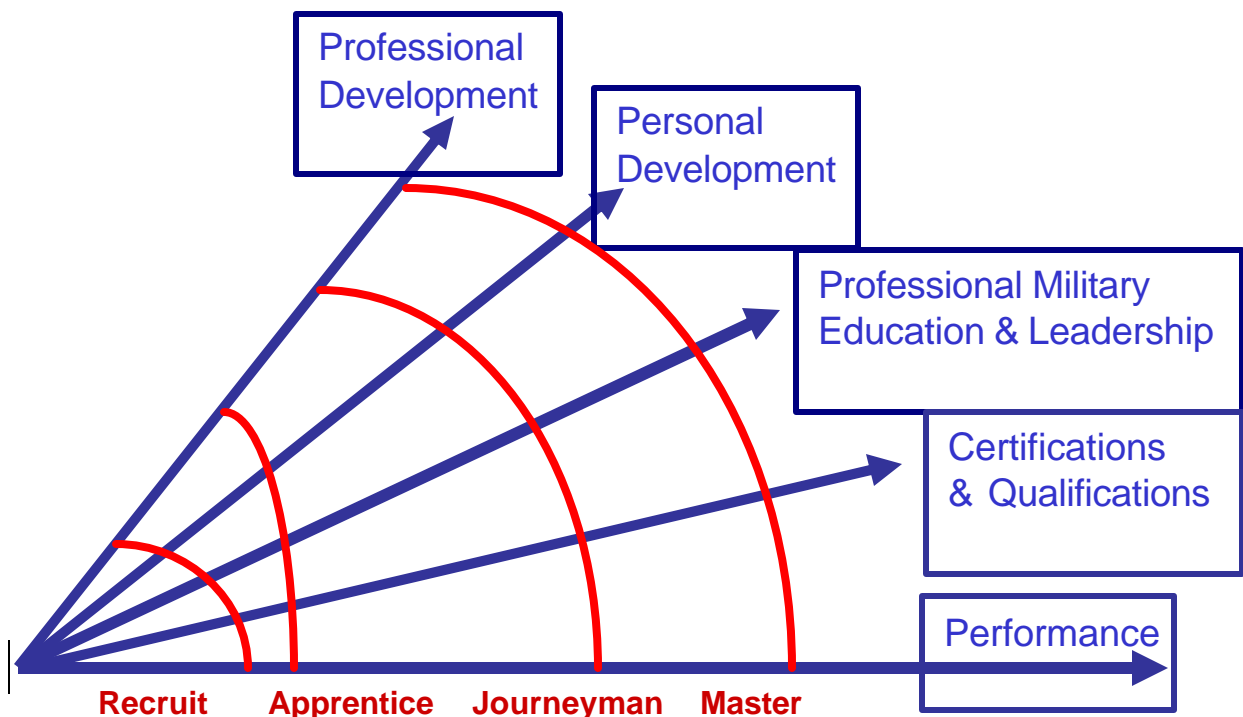 Professional
Development
Personal
Development
Professional Military
Education & Leadership
Certifications
& Qualifications
Performance
Recruit Apprentice Journeyman Master